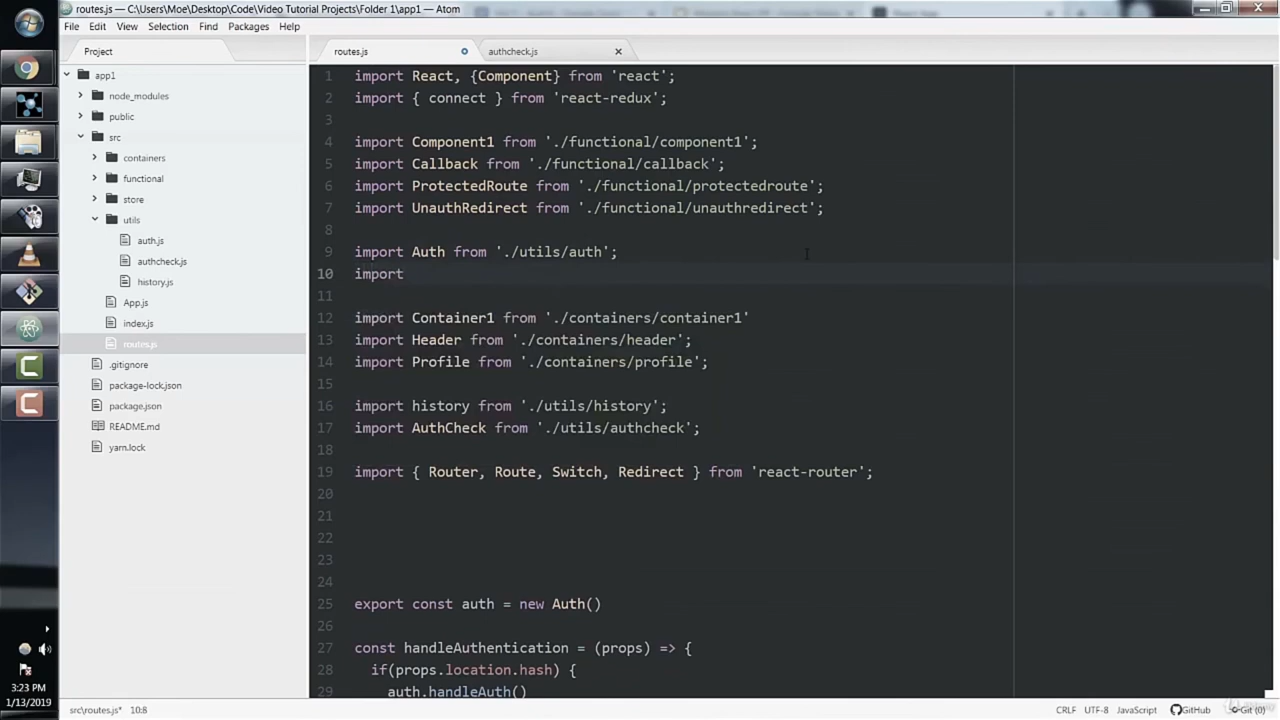 routes.js — C:\Users\Moe\Desktop\Code\Video Tutorial Projects\Folder 1\app1 — Atom
File Edit View Selection Find Packages Help
Project
routes.js
authcheck.js
app1
node_modules
public
src
containers
functional
store
utils
auth.js
authcheck.js
history.js
App.js
index.js
routes.js
.gitignore
package-lock.json
package.json
README.md
yarn.lock
1 import React, {Component} from 'react';
2 import { connect } from 'react-redux';
3
4 import Component1 from './functional/component1';
5 import Callback from './functional/callback';
6 import ProtectedRoute from './functional/protectedroute';
7 import UnauthRedirect from './functional/unauthredirect';
8
9 import Auth from './utils/auth';
10 import
11
12 import Container1 from './containers/container1'
13 import Header from './containers/header';
14 import Profile from './containers/profile';
15
16 import history from './utils/history';
17 import AuthCheck from './utils/authcheck';
18
19 import { Router, Route, Switch, Redirect } from 'react-router';
20
21
22
23
24
25 export const auth = new Auth()
26
27 const handleAuthentication = (props) => {
28 if(props.location.hash) {
29 auth.handleAuth()
3:23 PM
1/13/2019
src\routes.js* 10:8
CRLF UTF-8 JavaScript GitHub Git (0)